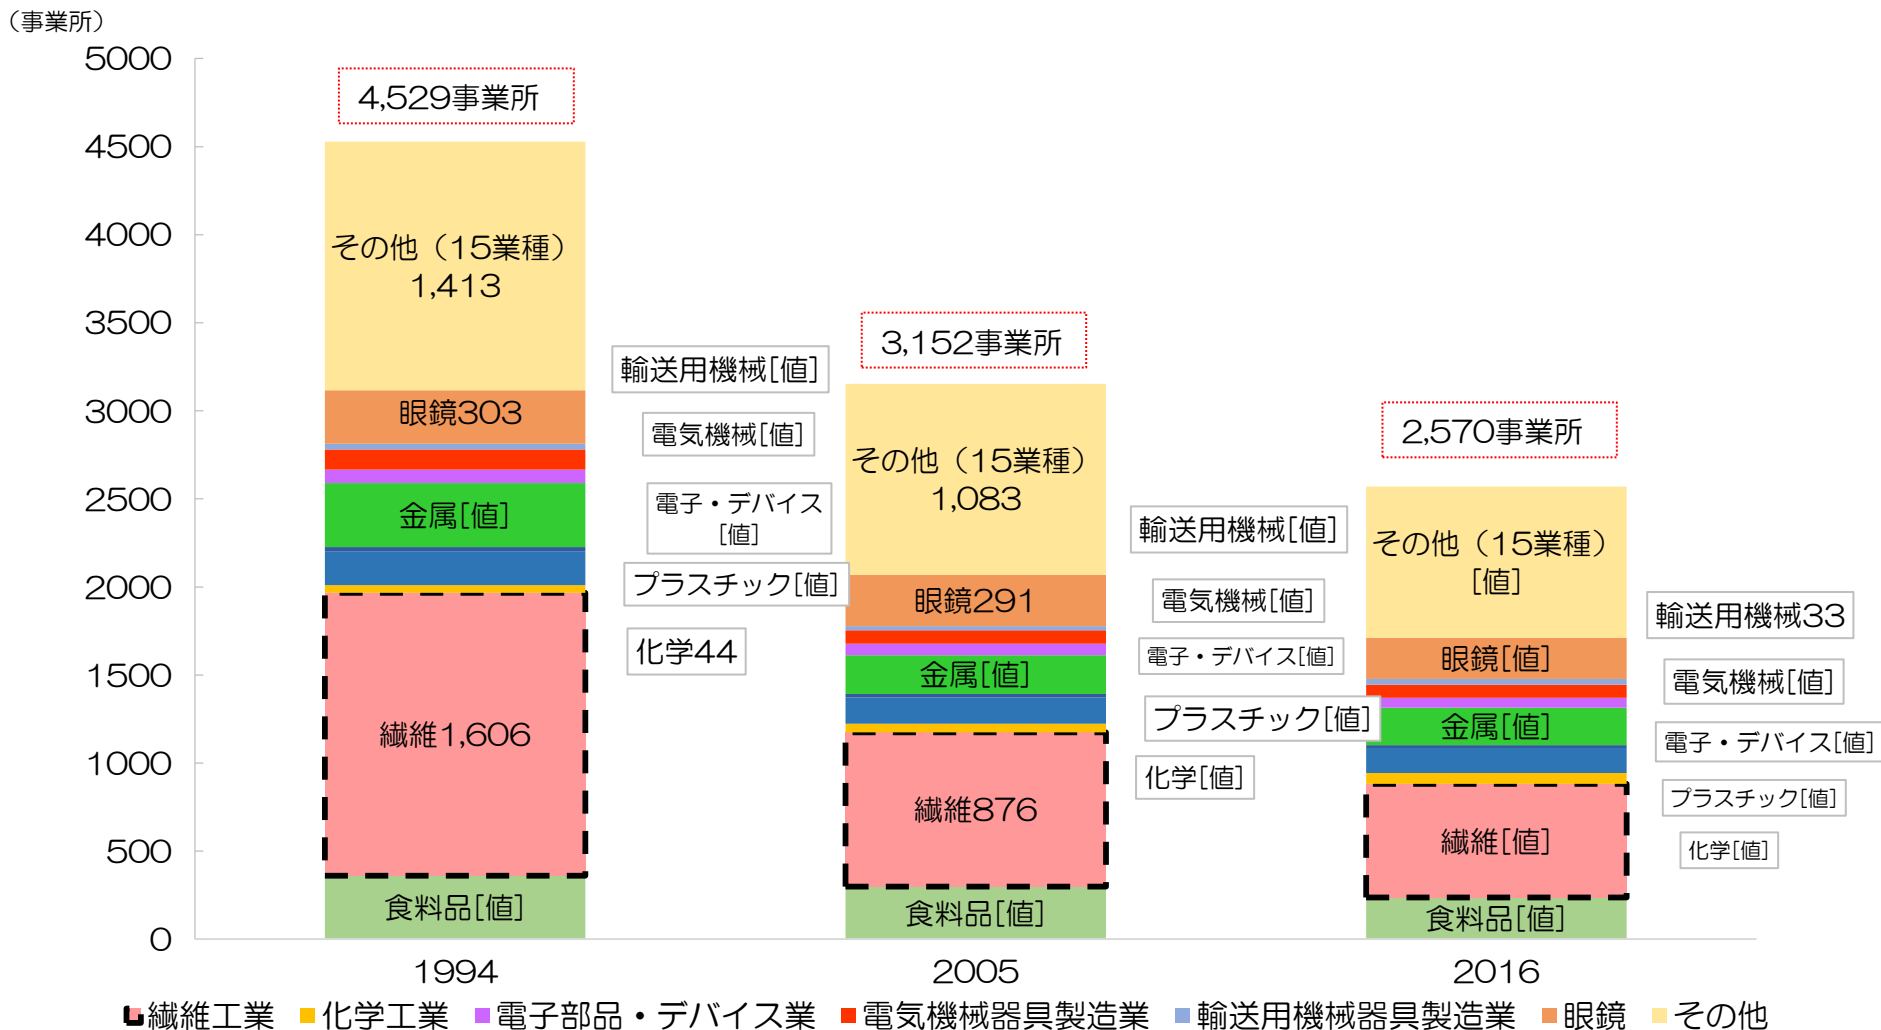 （事業所）
5000
4500
4000
3500
3000
2500
2000
1500
1000
500
0
4,529事業所
その他（15業種）
1,413
眼鏡303
金属[値]
繊維1,606
食料品[値]
輸送用機械[値]
電気機械[値]
電子・デバイス
[値]
プラスチック[値]
化学44
3,152事業所
その他（15業種）
1,083
眼鏡291
金属[値]
繊維876
食料品[値]
輸送用機械[値]
電気機械[値]
電子・デバイス[値]
プラスチック[値]
化学[値]
2,570事業所
その他（15業種）
[値]
眼鏡[値]
金属[値]
繊維[値]
食料品[値]
輸送用機械33
電気機械[値]
電子・デバイス[値]
プラスチック[値]
化学[値]
1994 2005 2016
繊維工業 化学工業 電子部品・デバイス業 電気機械器具製造業 輸送用機械器具製造業 眼鏡 その他